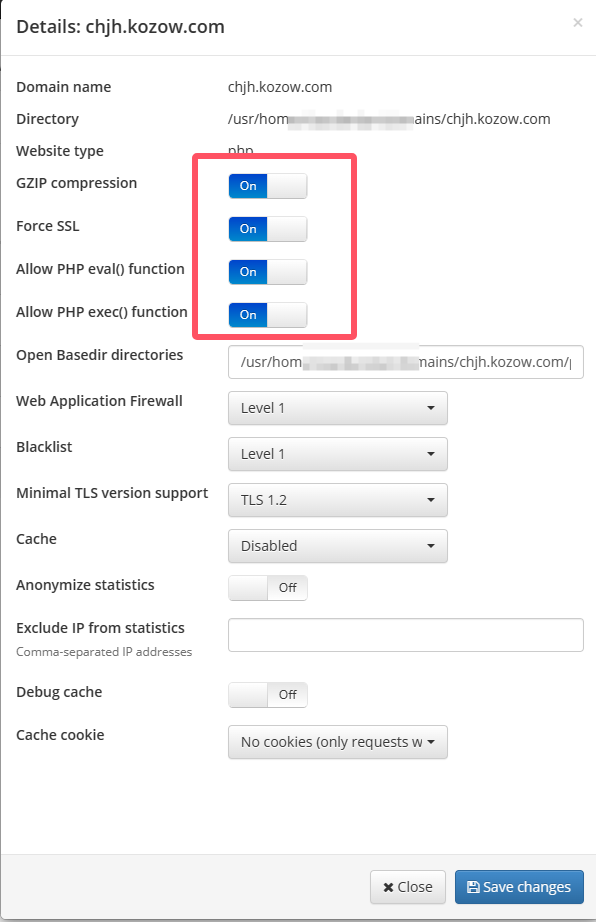 Details: chjh.kozow.com ×
Domain name chjh.kozow.com
Directory /usr/hom ains/chjh.kozow.com
Website type php
GZIP compression On
Force SSL On
Allow PHP eval() function On
Allow PHP exec() function On
Open Basedir directories /usr/hom mains/chjh.kozow.com/p
Web Application Firewall Level 1
Blacklist Level 1
Minimal TLS version support TLS 1.2
Cache Disabled
Anonymize statistics Off
Exclude IP from statistics
Comma-separated IP addresses
Debug cache Off
Cache cookie No cookies (only requests w
Close Save changes